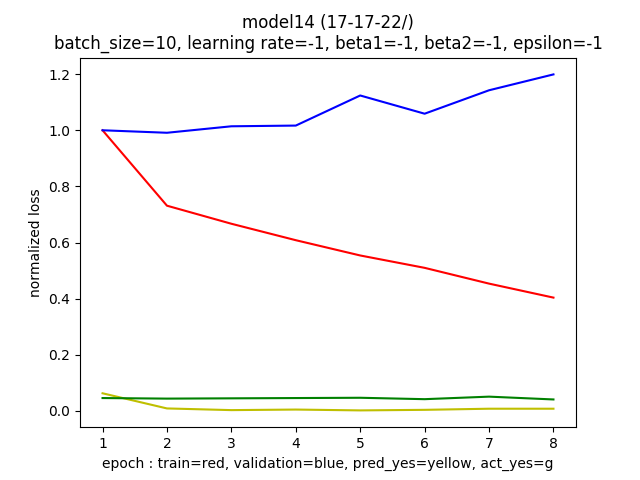 model14 (17-17-22/)
batch_size=10, learning rate=-1, beta1=-1, beta2=-1, epsilon=-1
normalized loss
1.2
1.0
0.8
0.6
0.4
0.2
0.0
1 2 3 4 5 6 7 8
epoch : train=red, validation=blue, pred_yes=yellow, act_yes=g